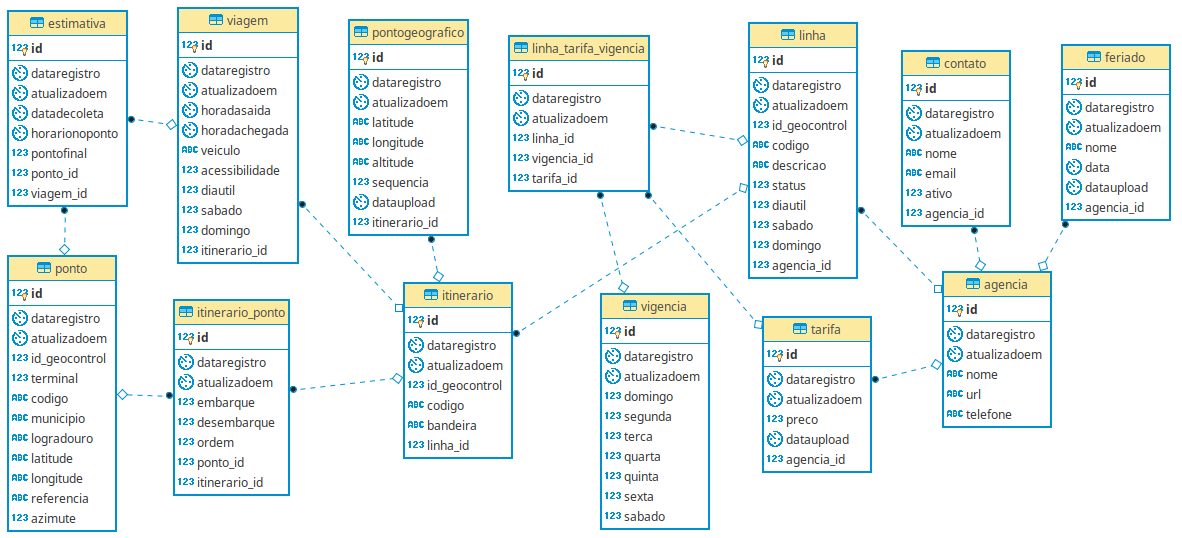 estimativa
123 id
dataregistro
atualizadoem
datadecoleta
horarionoponto
123 pontofinal
123 ponto_id
123 viagem_id
viagem
123 id
dataregistro
atualizadoem
horadasaida
horadachegada
ABC veiculo
123 acessibilidade
123 diautil
123 sabado
123 domingo
123 itinerario_id
pontogeografico
123 id
dataregistro
atualizadoem
ABC latitude
ABC longitude
ABC altitude
123 sequencia
dataupload
123 itinerario_id
linha_tarifa_vigencia
123 id
dataregistro
atualizadoem
123 linha_id
123 vigencia_id
123 tarifa_id
linha
123 id
dataregistro
atualizadoem
123 id_geocontrol
ABC codigo
ABC descricao
123 status
123 diautil
123 sabado
123 domingo
123 agencia_id
contato
123 id
dataregistro
atualizadoem
ABC nome
ABC email
123 ativo
123 agencia_id
feriado
123 id
dataregistro
atualizadoem
ABC nome
data
dataupload
123 agencia_id
ponto
123 id
dataregistro
atualizadoem
123 id_geocontrol
123 terminal
ABC codigo
ABC municipio
ABC logradouro
ABC latitude
ABC longitude
ABC referencia
123 azimute
itinerario_ponto
123 id
dataregistro
atualizadoem
123 embarque
123 desembarque
123 ordem
123 ponto_id
123 itinerario_id
itinerario
123 id
dataregistro
atualizadoem
123 id_geocontrol
ABC codigo
ABC bandeira
123 linha_id
vigencia
123 id
dataregistro
atualizadoem
123 domingo
123 segunda
123 terca
123 quarta
123 quinta
123 sexta
123 sabado
tarifa
123 id
dataregistro
atualizadoem
123 preco
dataupload
123 agencia_id
agencia
123 id
dataregistro
atualizadoem
ABC nome
ABC url
ABC telefone